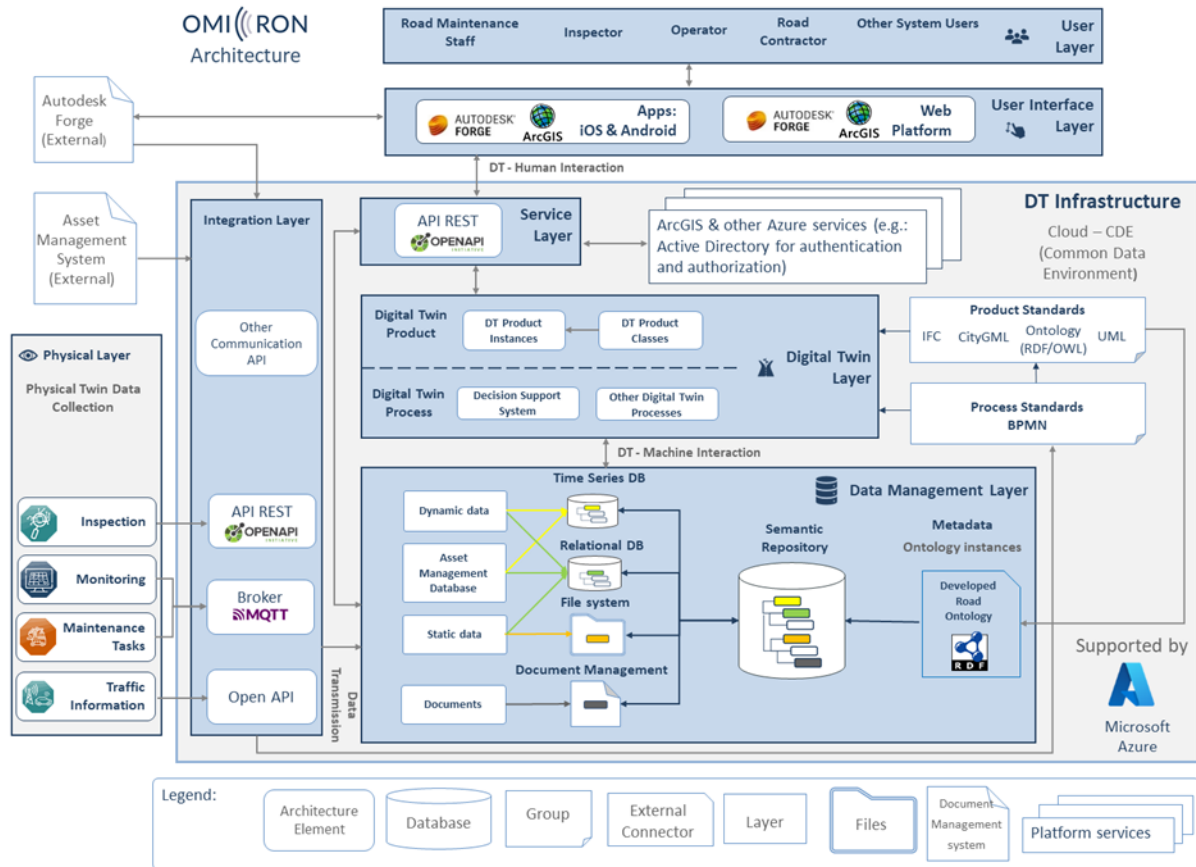 OMICRON
Architecture
Road Maintenance
Staff
Inspector
Operator
Road
Contractor
Other System Users
User
Layer
Autodesk
Forge
(External)
AUTODESK®
FORGE
ArcGIS
Apps:
iOS & Android
AUTODESK®
FORGE
ArcGIS
Web
Platform
User Interface
Layer
DT - Human Interaction
Asset
Management
System
(External)
Integration Layer
API REST
OPENAPI
INITIATIVE
Service
Layer
ArcGIS & other Azure services (e.g.:
Active Directory for authentication
and authorization)
DT Infrastructure
Cloud – CDE
(Common Data
Environment)
Other
Communication
API
Digital Twin
Product
DT Product
Instances
DT Product
Classes
Digital Twin
Layer
Digital Twin
Process
Decision Support
System
Other Digital Twin
Processes
Product Standards
IFC
CityGML
Ontology
(RDF/OWL)
UML
Process Standards
BPMN
Physical Layer
Physical Twin Data
Collection
DT - Machine Interaction
Inspection
Monitoring
Maintenance
Tasks
Traffic
Information
API REST
OPENAPI
INITIATIVE
Broker
MQTT
Open API
Data
Transmission
Time Series DB
Data Management Layer
Dynamic data
Relational DB
Asset
Management
Database
File system
Static data
Document Management
Documents
Semantic
Repository
Metadata
Ontology instances
Developed
Road
Ontology
RDF
Supported by
Microsoft
Azure
Legend:
Architecture
Element
Database
Group
External
Connector
Layer
Files
Document
Management
system
Platform services